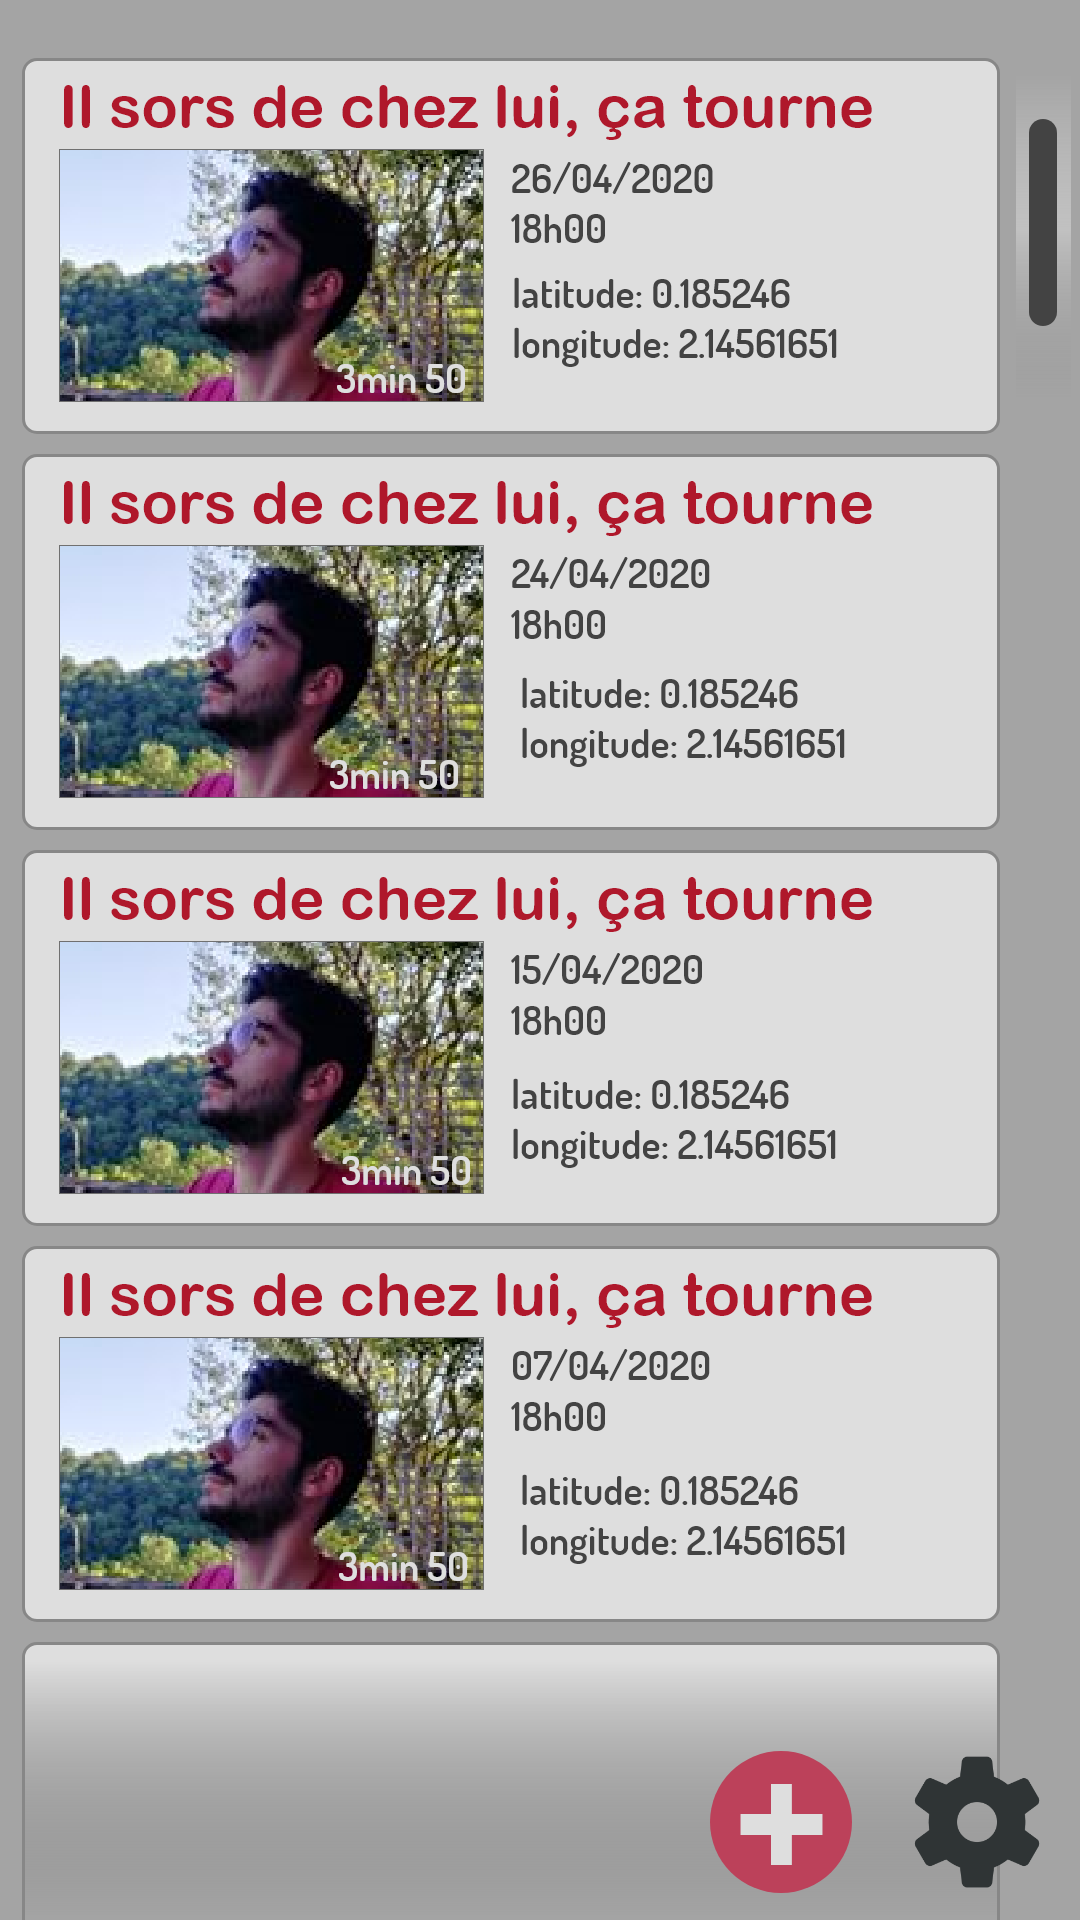 Il sors de chez lui, ça tourne
26/04/2020
18h00
latitude: 0.185246
longitude: 2.14561651
3min 50
Il sors de chez lui, ça tourne
24/04/2020
18h00
latitude: 0.185246
longitude: 2.14561651
3min 50
Il sors de chez lui, ça tourne
15/04/2020
18h00
latitude: 0.185246
longitude: 2.14561651
3min 50
Il sors de chez lui, ça tourne
07/04/2020
18h00
latitude: 0.185246
longitude: 2.14561651
3min 50